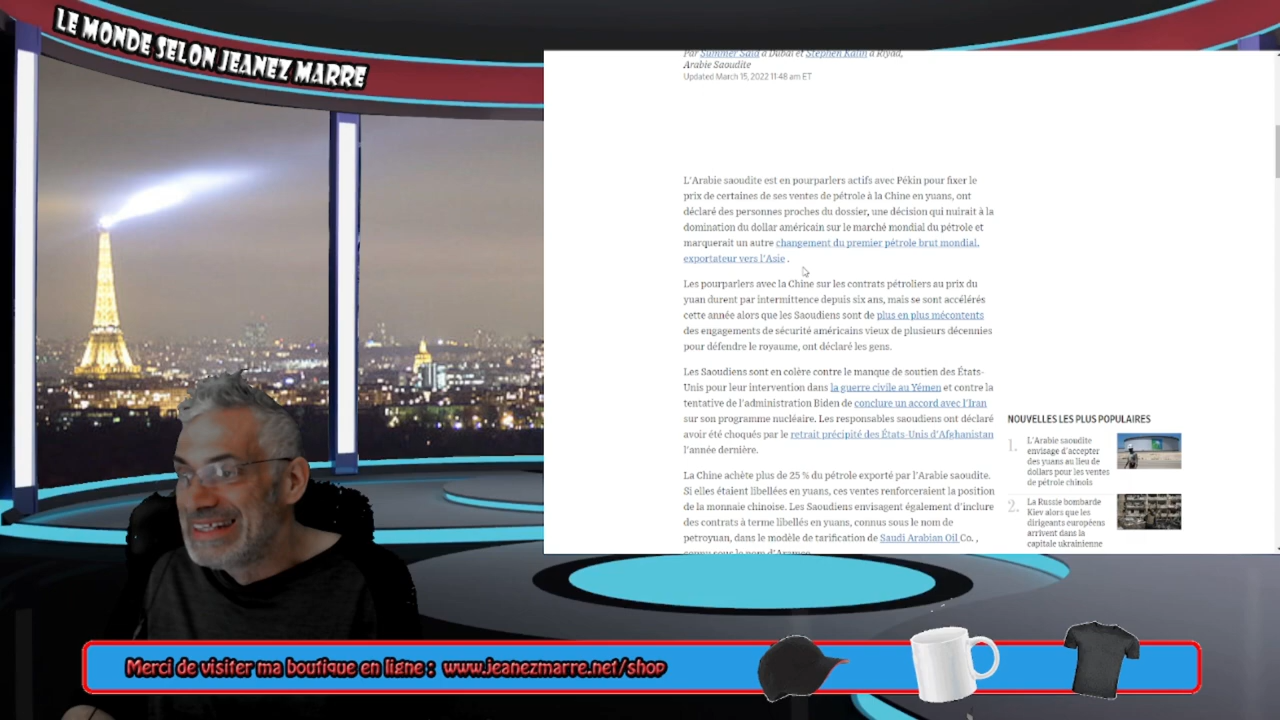 LE MONDE SELON JEANEZ MARRE
Par Summer Said à Dubaï et Stephen Kalin à Riyad,
Arabie Saoudite
Updated March 15, 2022 11:48 am ET
L'Arabie saoudite est en pourparlers actifs avec Pékin pour fixer le
prix de certaines de ses ventes de pétrole à la Chine en yuans, ont
déclaré des personnes proches du dossier, une décision qui nuirait à la
domination du dollar américain sur le marché mondial du pétrole et
marquerait un autre changement du premier pétrole brut mondial.
exportateur vers l'Asie .
Les pourparlers avec la Chine sur les contrats pétroliers au prix du
yuan durent par intermittence depuis six ans, mais se sont accélérés
cette année alors que les Saoudiens sont de plus en plus mécontents
des engagements de sécurité américains vieux de plusieurs décennies
pour défendre le royaume, ont déclaré les gens.
Les Saoudiens sont en colère contre le manque de soutien des États-
Unis pour leur intervention dans la guerre civile au Yémen et contre la
tentative de l'administration Biden de conclure un accord avec l'Iran
sur son programme nucléaire. Les responsables saoudiens ont déclaré
avoir été choqués par le retrait précipité des États-Unis d'Afghanistan
l'année dernière.
La Chine achète plus de 25 % du pétrole exporté par l'Arabie saoudite.
Si elles étaient libellées en yuans, ces ventes renforceraient la position
de la monnaie chinoise. Les Saoudiens envisagent également d'inclure
des contrats à terme libellés en yuans, connus sous le nom de
petroyuan, dans le modèle de tarification de Saudi Arabian Oil Co. ,
connu sous le nom d'Aramco.
NOUVELLES LES PLUS POPULAIRES
1. L'Arabie saoudite
envisage d'accepter
des yuans au lieu de
dollars pour les ventes
de pétrole chinois
2. La Russie bombarde
Kiev alors que les
dirigeants européens
arrivent dans la
capitale ukrainienne
Merci de visiter ma boutique en ligne : www.jeanezmarre.net/shop